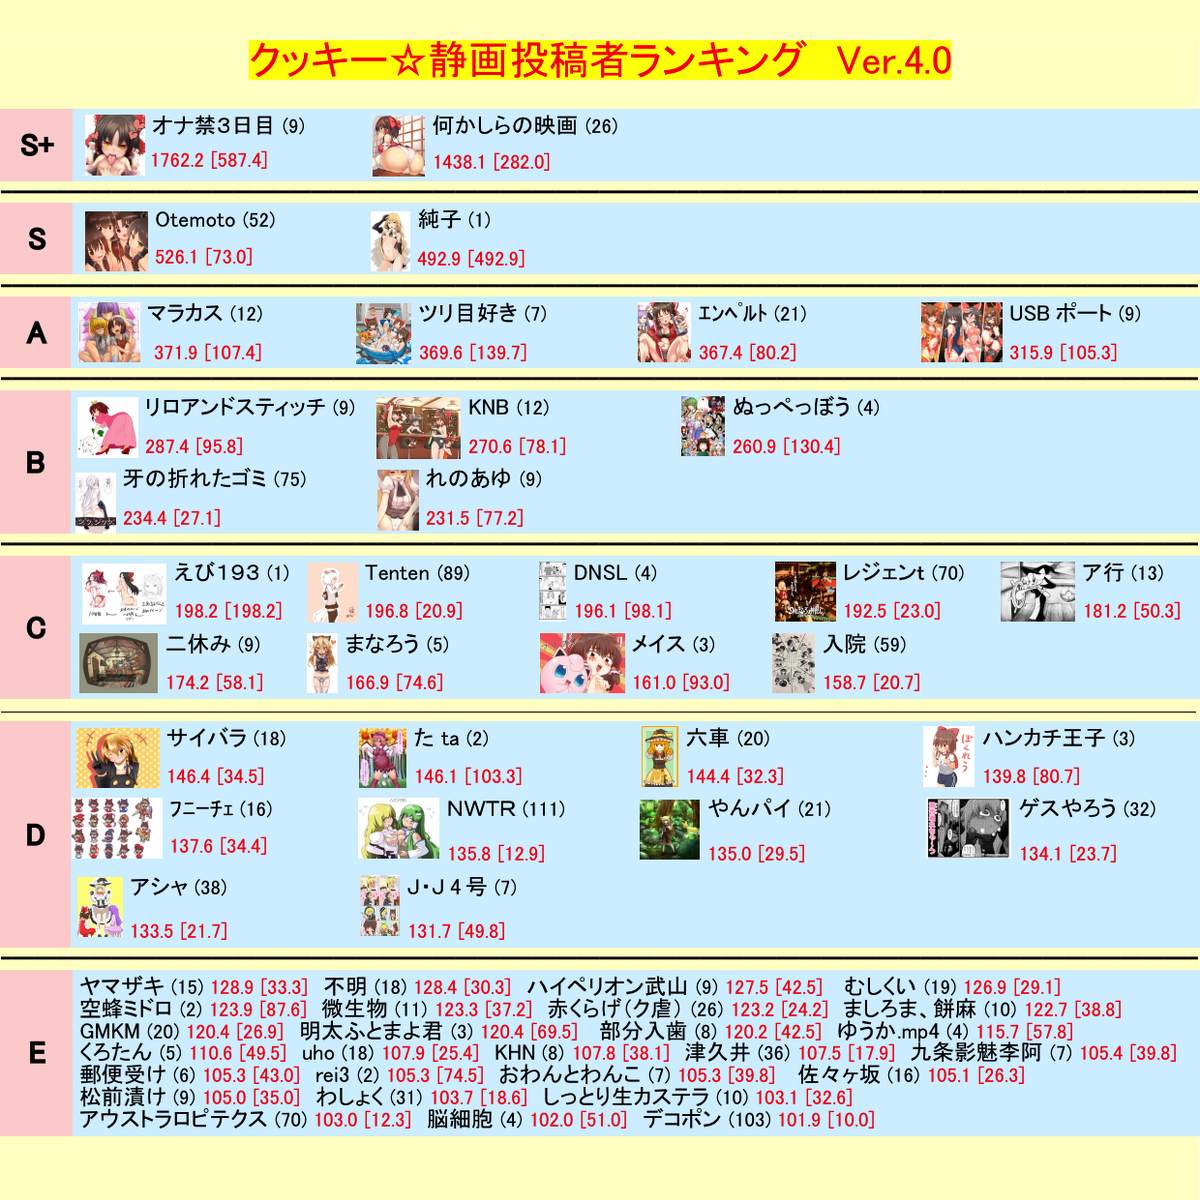 クッキー☆静画投稿者ランキング Ver.4.0
S+
オナ禁3日目 (9)
1762.2 [587.4]
何かしらの映画 (26)
1438.1 [282.0]
S
Otemoto (52)
526.1 [73.0]
純子 (1)
492.9 [492.9]
A
マラカス (12)
371.9 [107.4]
ツリ目好き (7)
369.6 [139.7]
エンペルト (21)
367.4 [80.2]
USBポート (9)
315.9 [105.3]
B
リロアンドスティッチ (9)
287.4 [95.8]
KNB (12)
270.6 [78.1]
ぬっぺっぽう (4)
260.9 [130.4]
牙の折れたゴミ (75)
234.4 [27.1]
れのあゆ (9)
231.5 [77.2]
C
えび193 (1)
198.2 [198.2]
Tenten (89)
196.8 [20.9]
DNSL (4)
196.1 [98.1]
レジェンt (70)
192.5 [23.0]
ア行 (13)
181.2 [50.3]
二休み (9)
174.2 [58.1]
まなろう (5)
166.9 [74.6]
メイス (3)
161.0 [93.0]
入院 (59)
158.7 [20.7]
D
サイバラ (18)
146.4 [34.5]
た ta (2)
146.1 [103.3]
六車 (20)
144.4 [32.3]
ぼくれう
ハンカチ王子 (3)
139.8 [80.7]
フニーチェ (16)
137.6 [34.4]
NWTR (111)
135.8 [12.9]
やんパイ (21)
135.0 [29.5]
ゲスやろう (32)
134.1 [23.7]
アシャ (38)
133.5 [21.7]
J・J4号 (7)
131.7 [49.8]
E
ヤマザキ (15) 128.9 [33.3] 不明 (18) 128.4 [30.3] ハイペリオン武山 (9) 127.5 [42.5] むしくい (19) 126.9 [29.1]
空蜂ミドロ (2) 123.9 [87.6] 微生物 (11) 123.3 [37.2] 赤くらげ(ク虐) (26) 123.2 [24.2] ましろま、餅麻 (10) 122.7 [38.8]
GMKM (20) 120.4 [26.9] 明太ふとまよ君 (3) 120.4 [69.5] 部分入歯 (8) 120.2 [42.5] ゆうか.mp4 (4) 115.7 [57.8]
くろたん (5) 110.6 [49.5] uho (18) 107.9 [25.4] KHN (8) 107.8 [38.1] 津久井 (36) 107.5 [17.9] 九条影魅李阿 (7) 105.4 [39.8]
郵便受け (6) 105.3 [43.0] rei3 (2) 105.3 [74.5] おわんとわんこ (7) 105.3 [39.8] 佐々ヶ坂 (16) 105.1 [26.3]
松前漬け (9) 105.0 [35.0] わしょく (31) 103.7 [18.6] しっとり生カステラ (10) 103.1 [32.6]
アウストラロピテクス (70) 103.0 [12.3] 脳細胞 (4) 102.0 [51.0] デコポン (103) 101.9 [10.0]